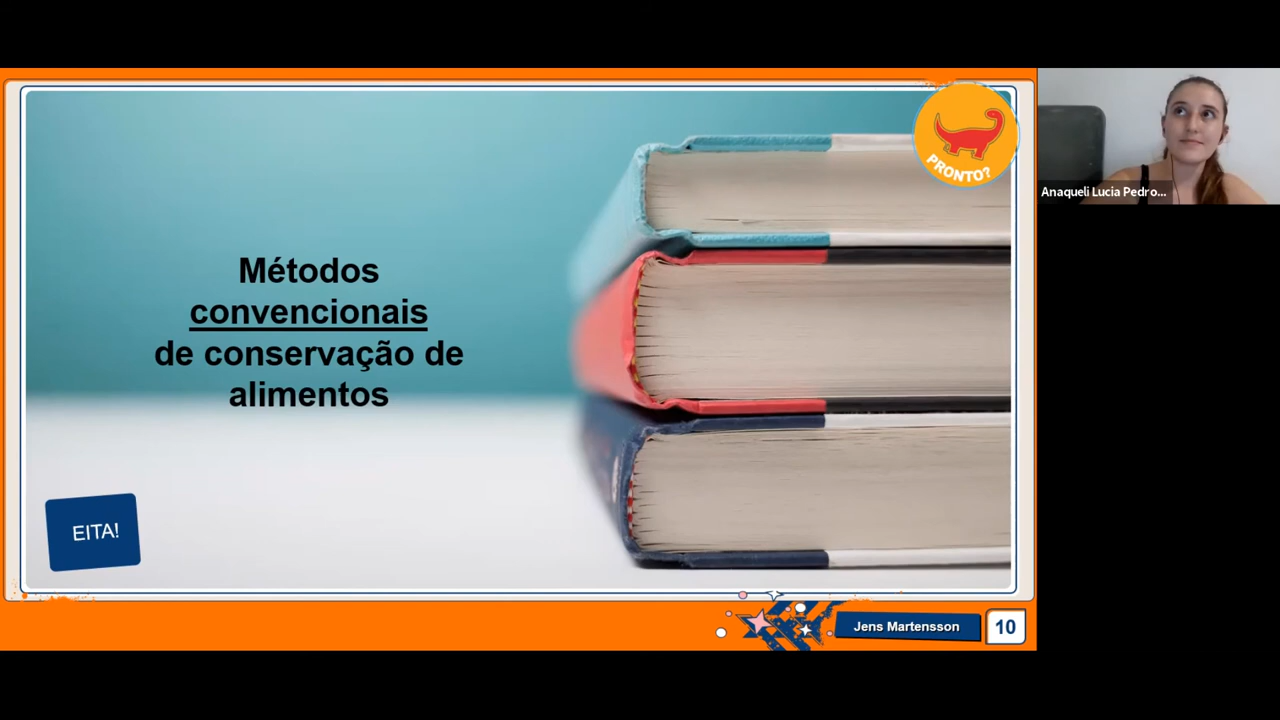 PRONTO?
Anaqueli Lucia Pedro...
Métodos
convencionais
de conservação de
alimentos
EITA!
Jens Martensson
10